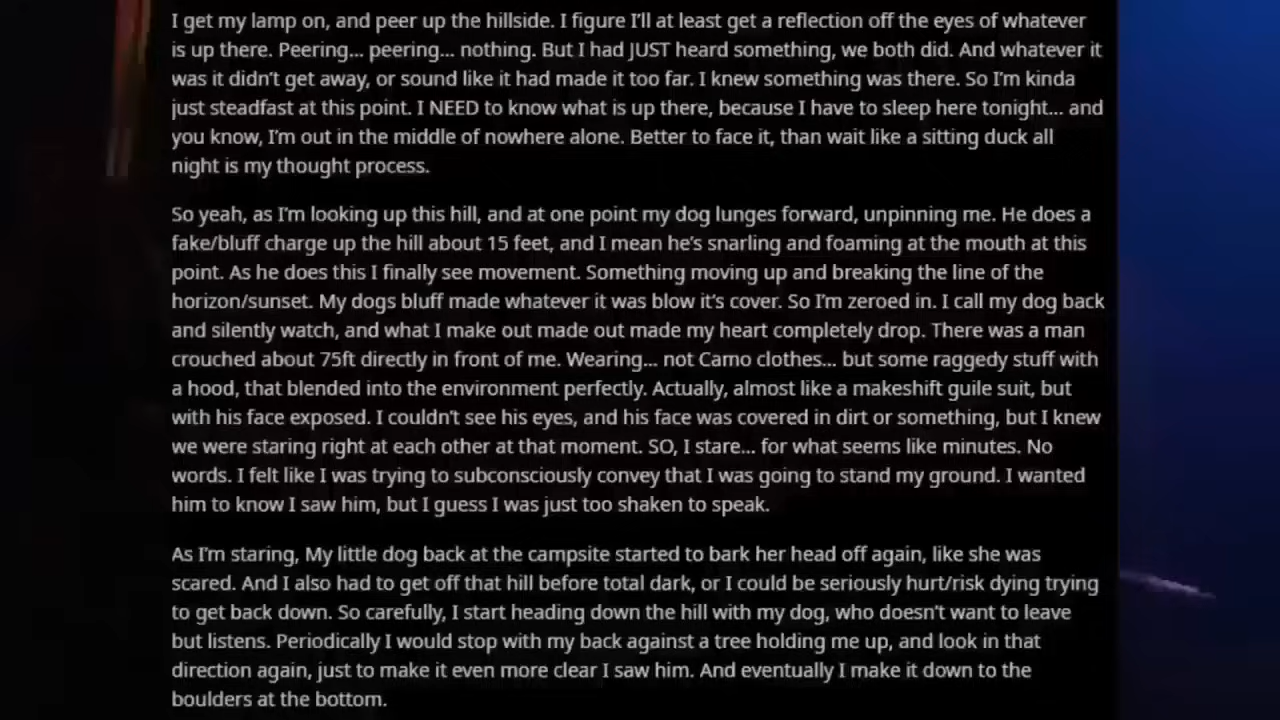 I get my lamp on, and peer up the hillside. I figure I'll at least get a reflection off the eyes of whatever
is up there. Peering... peering... nothing. But I had JUST heard something, we both did. And whatever it
was it didn't get away, or sound like it had made it too far. I knew something was there. So I'm kinda
just steadfast at this point. I NEED to know what is up there, because I have to sleep here tonight... and
you know, I'm out in the middle of nowhere alone. Better to face it, than wait like a sitting duck all
night is my thought process.
So yeah, as I'm looking up this hill, and at one point my dog lunges forward, unpinning me. He does a
fake/bluff charge up the hill about 15 feet, and I mean he's snarling and foaming at the mouth at this
point. As he does this I finally see movement. Something moving up and breaking the line of the
horizon/sunset. My dogs bluff made whatever it was blow it's cover. So I'm zeroed in. I call my dog back
and silently watch, and what I make out made out made my heart completely drop. There was a man
crouched about 75ft directly in front of me. Wearing... not Camo clothes... but some raggedy stuff with
a hood, that blended into the environment perfectly. Actually, almost like a makeshift guile suit, but
with his face exposed. I couldn't see his eyes, and his face was covered in dirt or something, but I knew
we were staring right at each other at that moment. SO, I stare... for what seems like minutes. No
words. I felt like I was trying to subconsciously convey that I was going to stand my ground. I wanted
him to know I saw him, but I guess I was just too shaken to speak.
As I'm staring, My little dog back at the campsite started to bark her head off again, like she was
scared. And I also had to get off that hill before total dark, or I could be seriously hurt/risk dying trying
to get back down. So carefully, I start heading down the hill with my dog, who doesn't want to leave
but listens. Periodically I would stop with my back against a tree holding me up, and look in that
direction again, just to make it even more clear I saw him. And eventually I make it down to the
boulders at the bottom.